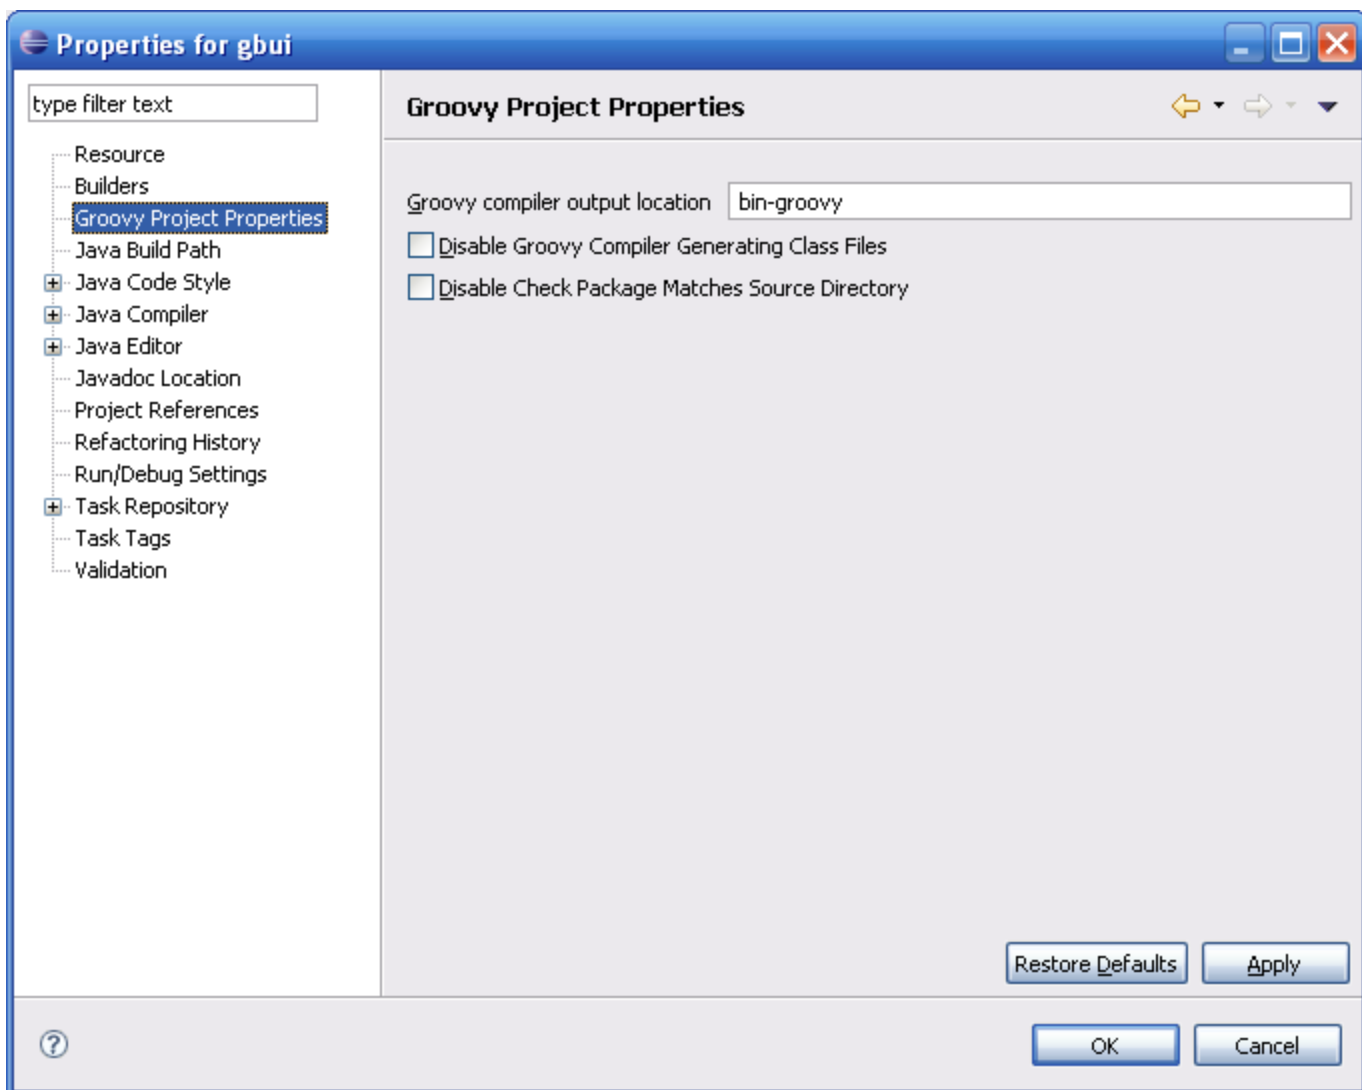 Properties for gbui
type filter text
Resource
Builders
Groovy Project Properties
Java Build Path
Java Code Style
Java Compiler
Java Editor
Javadoc Location
Project References
Refactoring History
Run/Debug Settings
Task Repository
Task Tags
Validation
Groovy Project Properties
Groovy compiler output location bin-groovy
Disable Groovy Compiler Generating Class Files
Disable Check Package Matches Source Directory
Restore Defaults Apply
OK Cancel